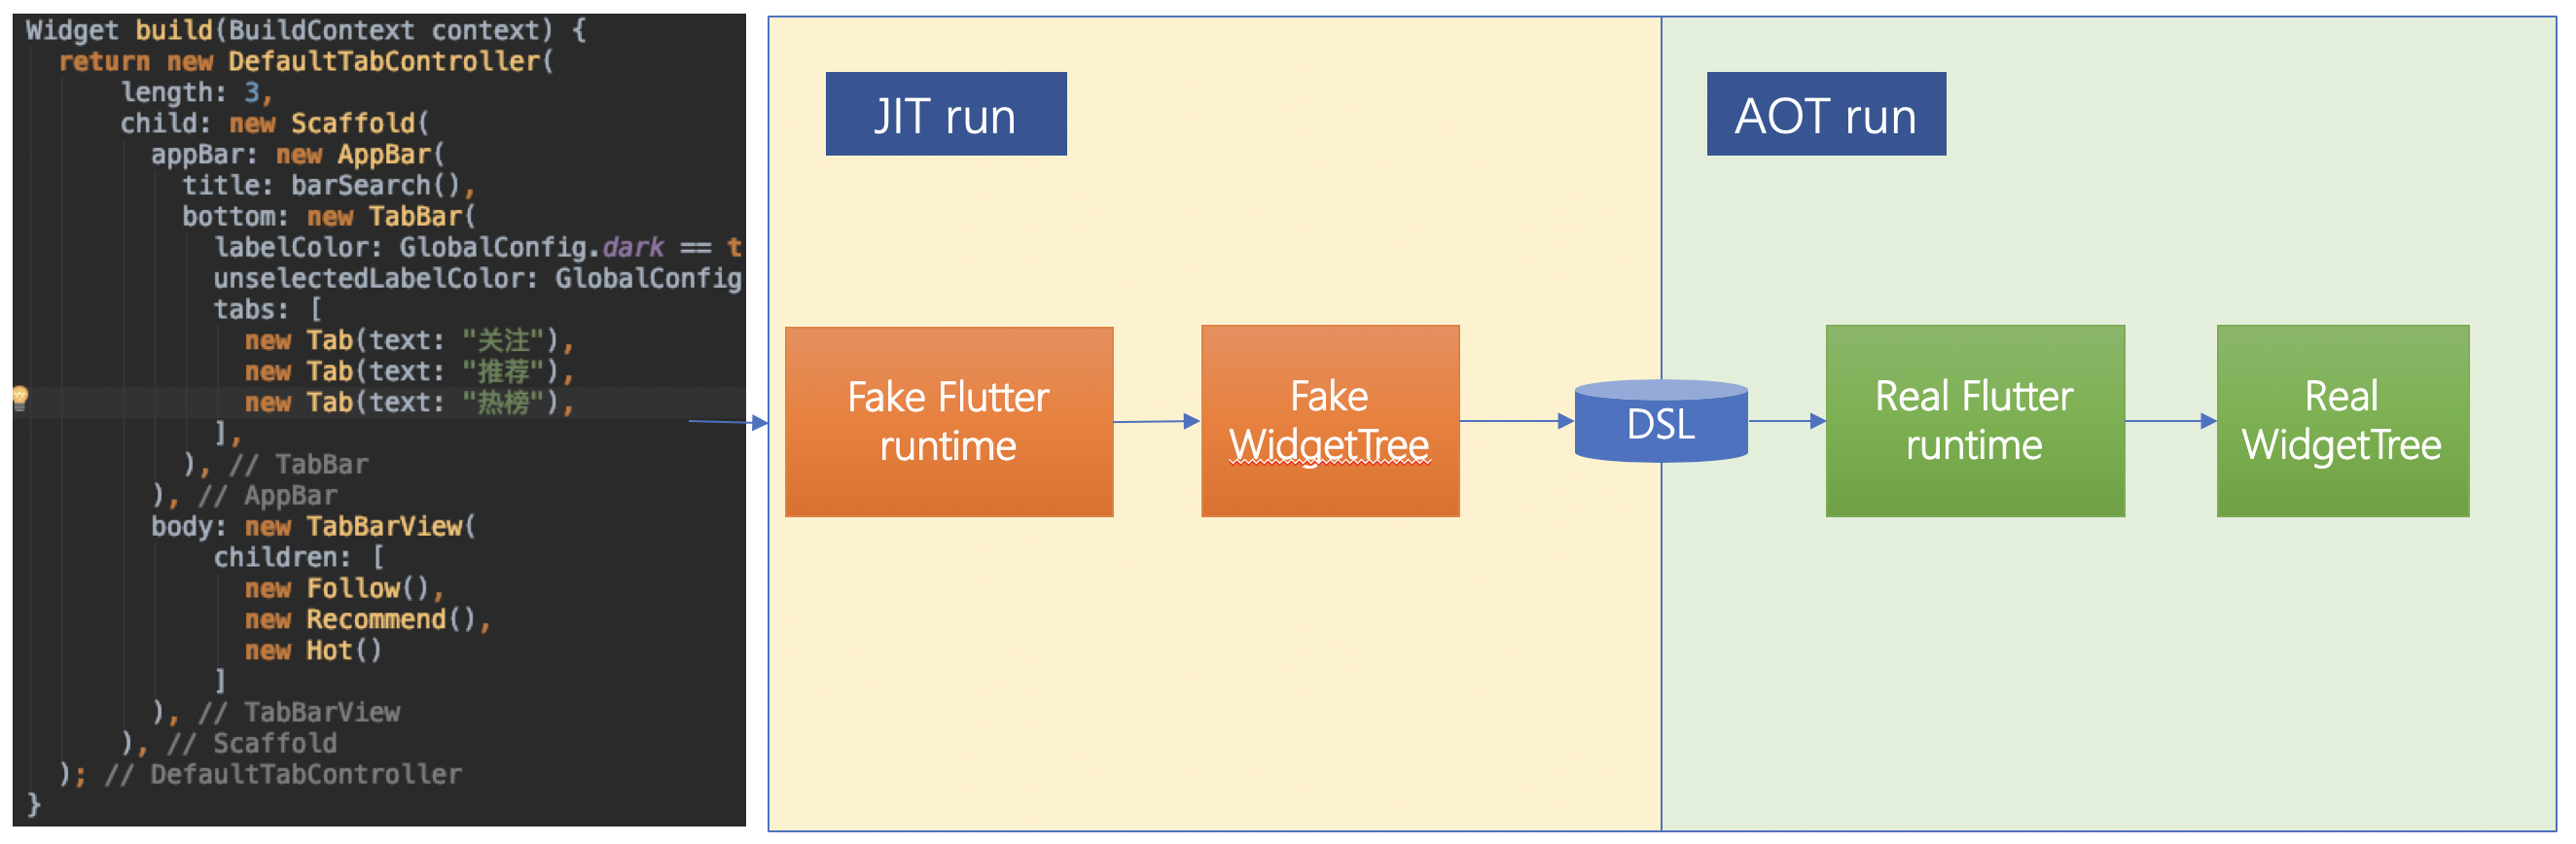 Widget build(BuildContext context) {
return new DefaultTabController(
length: 3,
child: new Scaffold(
appBar: new AppBar(
title: barSearch(),
bottom: new TabBar(
labelColor: GlobalConfig.dark == t
unselectedLabelColor: GlobalConfig
tabs: [
new Tab(text: "关注"),
new Tab(text: "推荐"),
new Tab(text: "热榜"),
],
), // TabBar
), // AppBar
body: new TabBarView(
children: [
new Follow(),
new Recommend(),
new Hot()
]
), // TabBarView
), // Scaffold
); // DefaultTabController
}
JIT run
Fake Flutter
runtime
Fake
WidgetTree
DSL
AOT run
Real Flutter
runtime
Real
WidgetTree